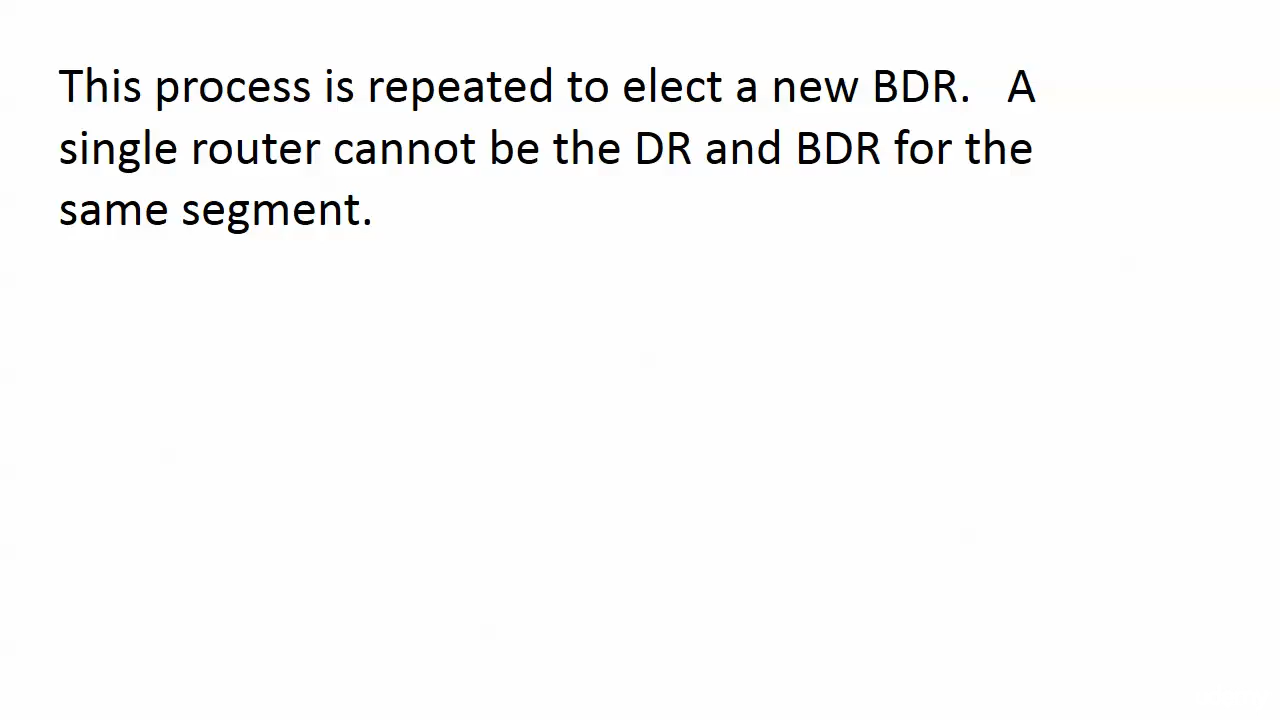 This process is repeated to elect a new BDR.   A
single router cannot be the DR and BDR for the
same segment.